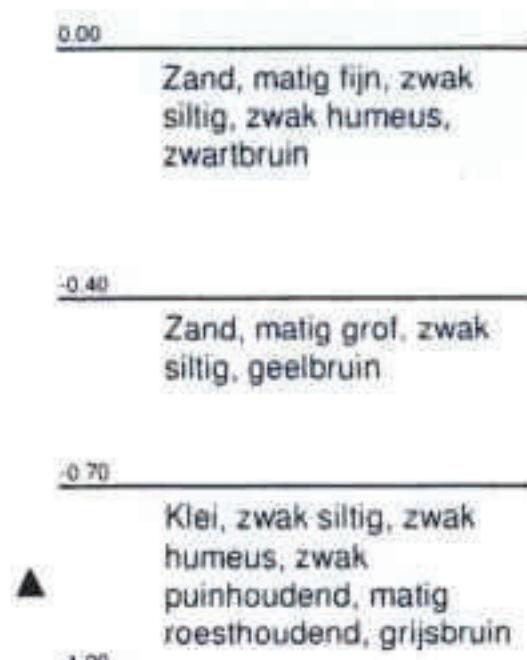 0.00
Zand, matig fijn, zwak
siltig, zwak humeus,
zwartbruin
-0.40
Zand, matig grof, zwak
siltig, geelbruin
-0.70
Klei, zwak siltig, zwak
humeus, zwak
puinhoudend, matig
roesthoudend, grijsbruin